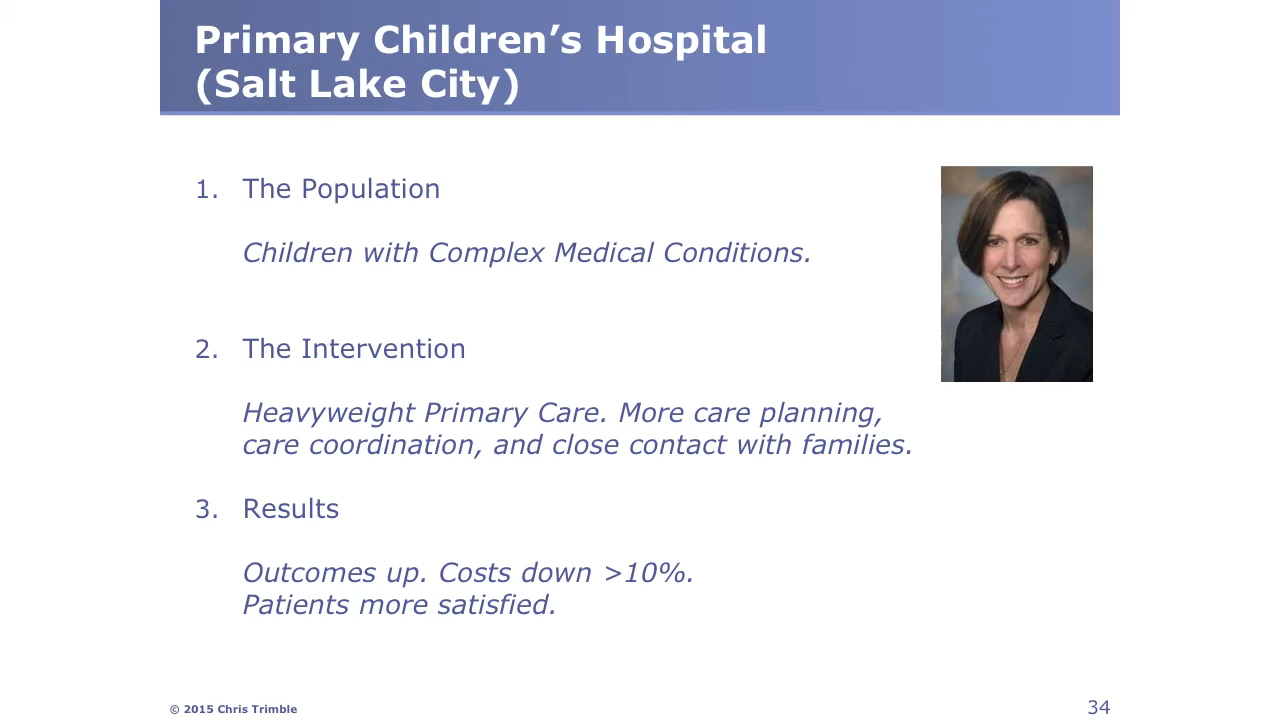 Primary Children’s Hospital
(Salt Lake City)
1. The Population
Children with Complex Medical Conditions.
2. The Intervention
Heavyweight Primary Care. More care planning,
care coordination, and close contact with families.
3. Results
Outcomes up. Costs down >10%.
Patients more satisfied.
© 2015 Chris Trimble
34